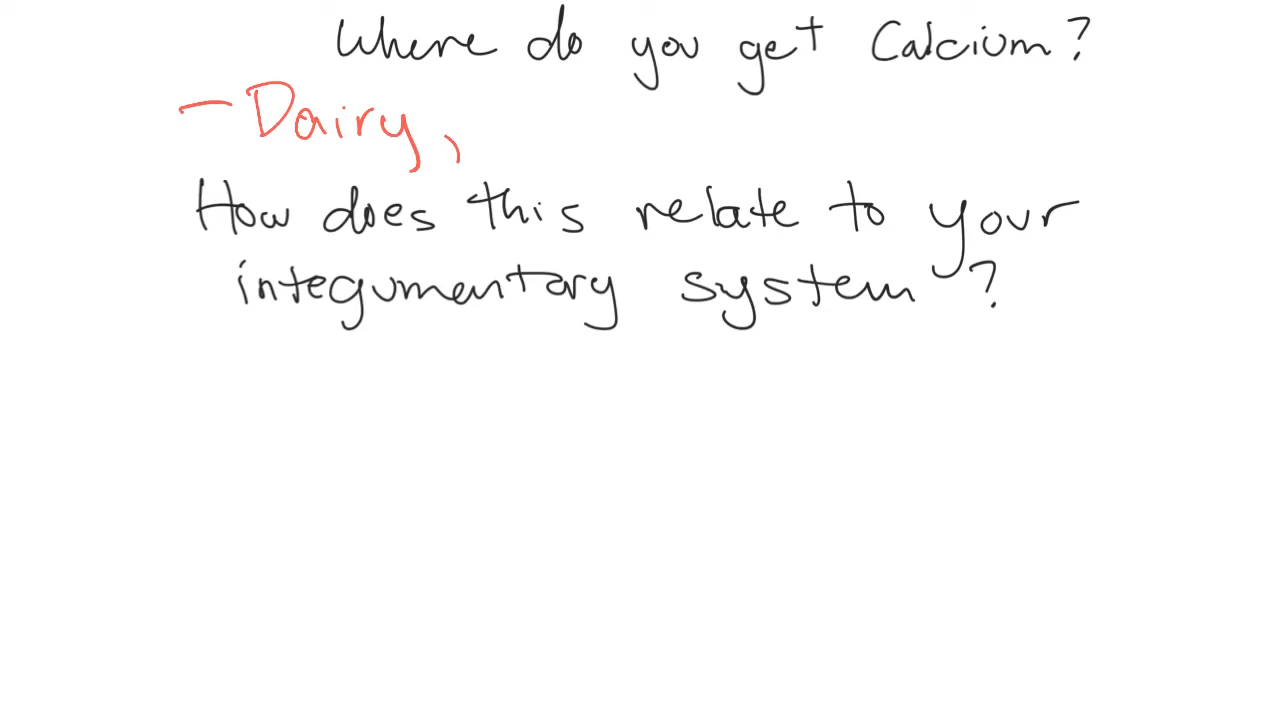 Where do you get Calcium?
- Dairy,
How does this relate to your
integumentary system?